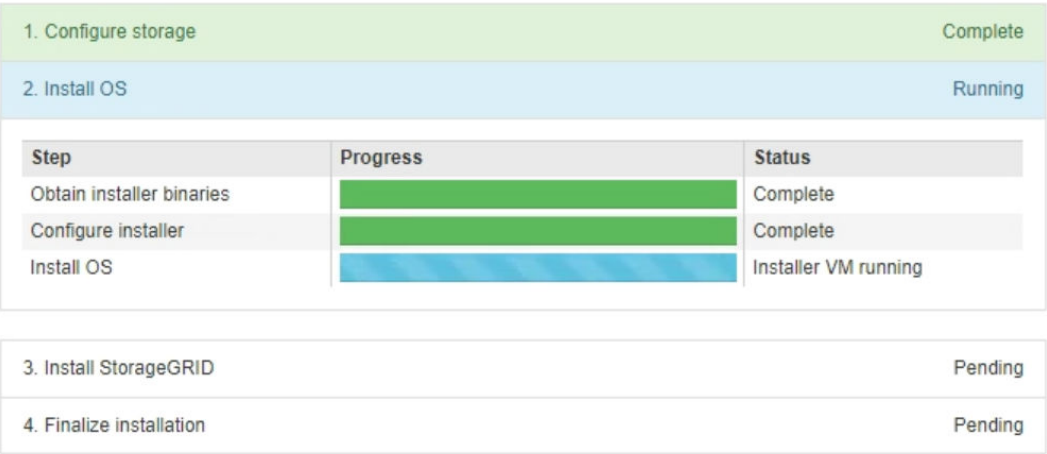 1. Configure storage Complete
2. Install OS Running
Step Progress Status
Obtain installer binaries Complete
Configure installer Complete
Install OS Installer VM running
3. Install StorageGRID Pending
4. Finalize installation Pending